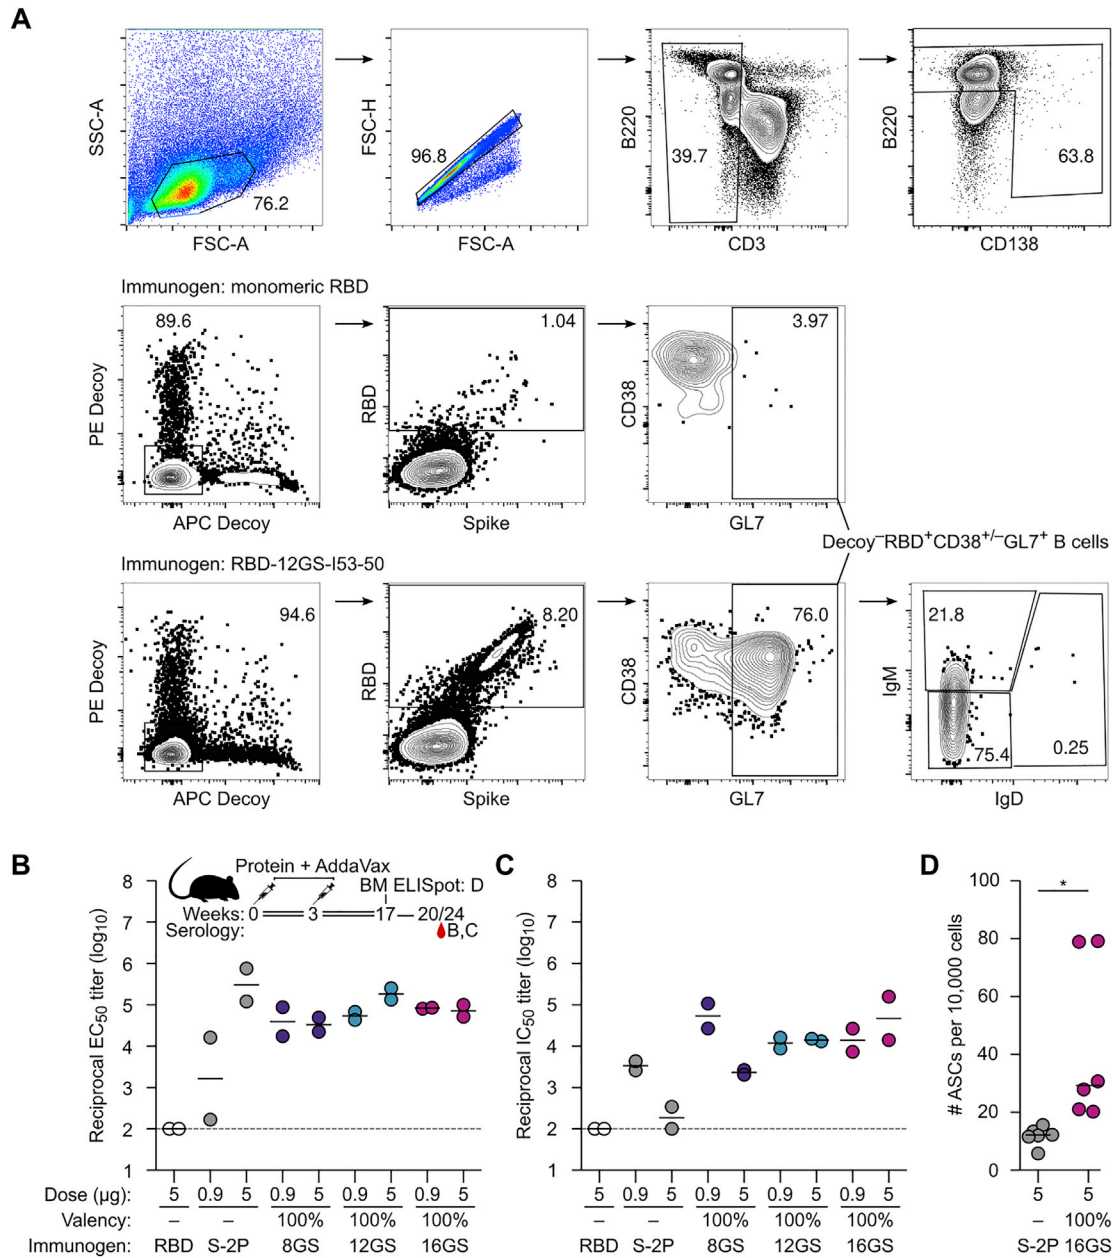 A
SSC-A
76.2
FSC-A
FSC-H
96.8
FSC-A
B220
39.7
CD3
B220
63.8
CD138
Immunogen: monomeric RBD
PE Decoy
89.6
APC Decoy
RBD
1.04
Spike
CD38
3.97
GL7
Decoy⁻RBD⁺CD38⁺/⁻GL7⁺ B cells
Immunogen: RBD-12GS-I53-50
PE Decoy
94.6
APC Decoy
RBD
8.20
Spike
CD38
76.0
GL7
IgM
21.8
75.4
0.25
IgD
B
Protein + AddaVax
BM ELISpot: D
Weeks: 0 3 17 20/24
Serology: B,C
Reciprocal EC₅₀ titer (log₁₀)
8
7
6
5
4
3
2
1
Dose (µg): 5 0.9 5 0.9 5 0.9 5 0.9 5
Valency: – – 100% 100% 100%
Immunogen: RBD S-2P 8GS 12GS 16GS
C
Reciprocal IC₅₀ titer (log₁₀)
8
7
6
5
4
3
2
1
5 0.9 5 0.9 5 0.9 5 0.9 5
– – 100% 100% 100%
RBD S-2P 8GS 12GS 16GS
D
# ASCs per 10,000 cells
100
80
60
40
20
0
*
5 5
– 100%
S-2P 16GS